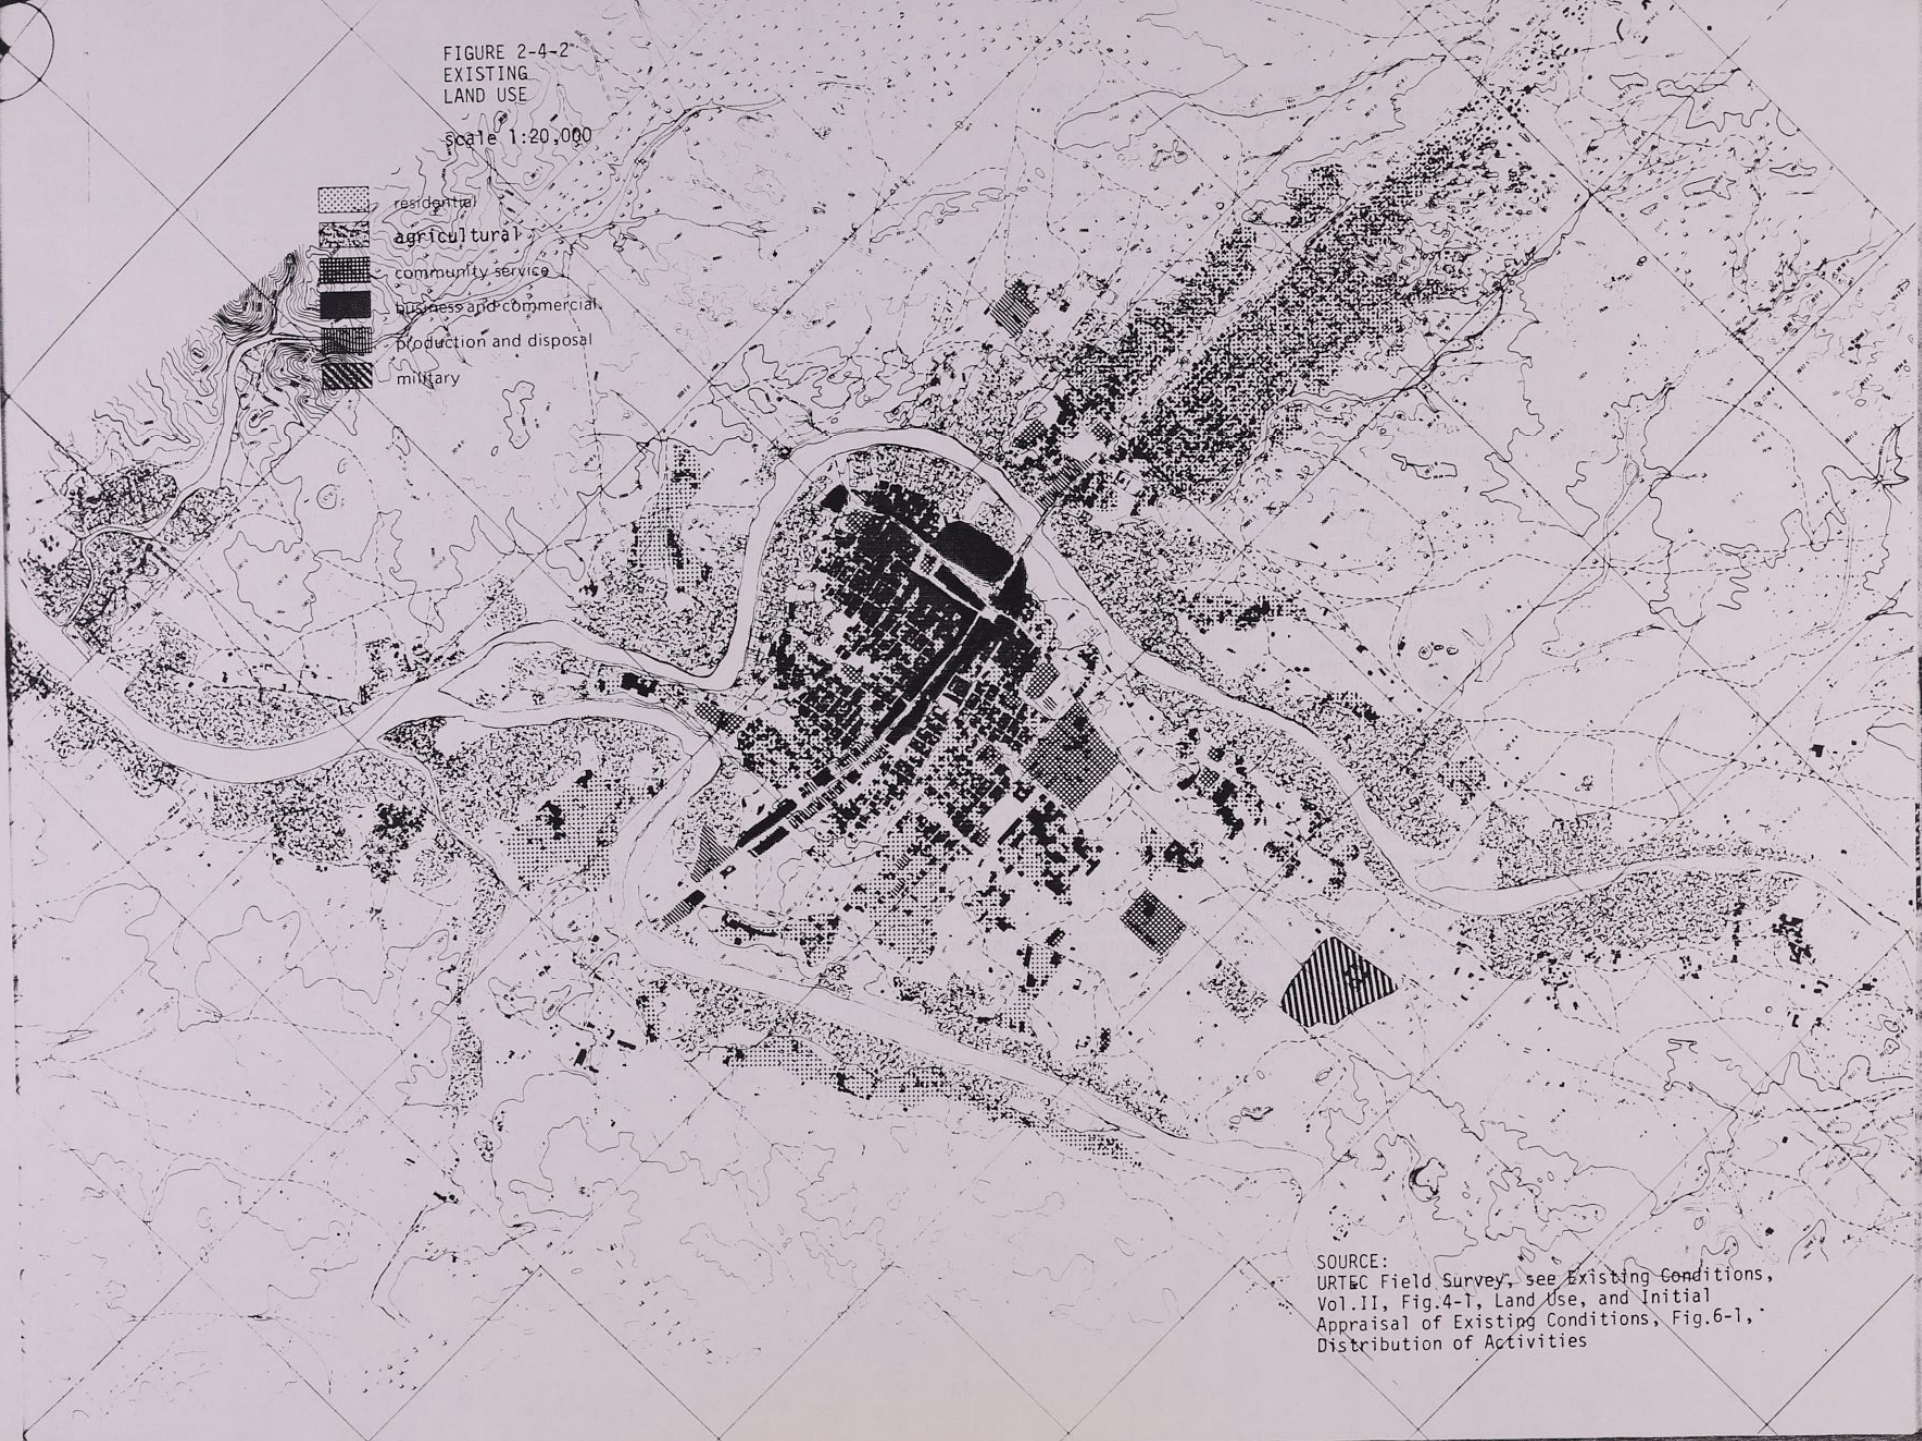 FIGURE 2-4-2
EXISTING
LAND USE
scale 1:20,000
residential
agricultural
community service
business and commercial
production and disposal
military
SOURCE:
URTEC Field Survey, see Existing Conditions,
Vol.II, Fig.4-1, Land Use, and Initial
Appraisal of Existing Conditions, Fig.6-1,
Distribution of Activities